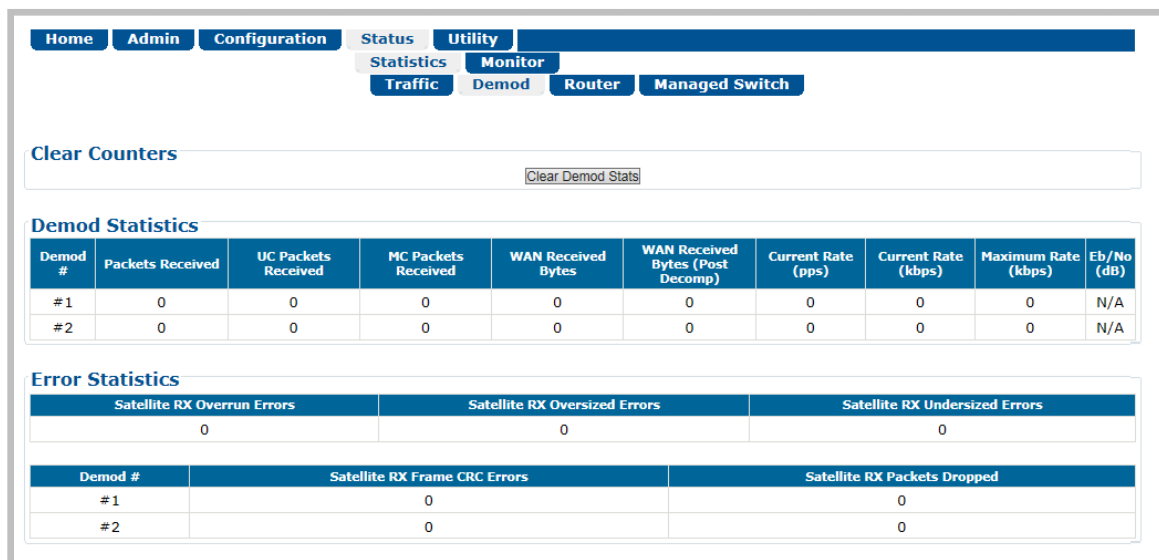 Home Admin Configuration Status Utility
Statistics Monitor
Traffic Demod Router Managed Switch
Clear Counters
Clear Demod Stats
Demod Statistics
Demod # Packets Received UC Packets Received MC Packets Received WAN Received Bytes WAN Received Bytes (Post Decomp) Current Rate (pps) Current Rate (kbps) Maximum Rate (kbps) Eb/No (dB)
#1 0 0 0 0 0 0 0 0 N/A
#2 0 0 0 0 0 0 0 0 N/A
Error Statistics
Satellite RX Overrun Errors Satellite RX Oversized Errors Satellite RX Undersized Errors
0 0 0
Demod # Satellite RX Frame CRC Errors Satellite RX Packets Dropped
#1 0 0
#2 0 0